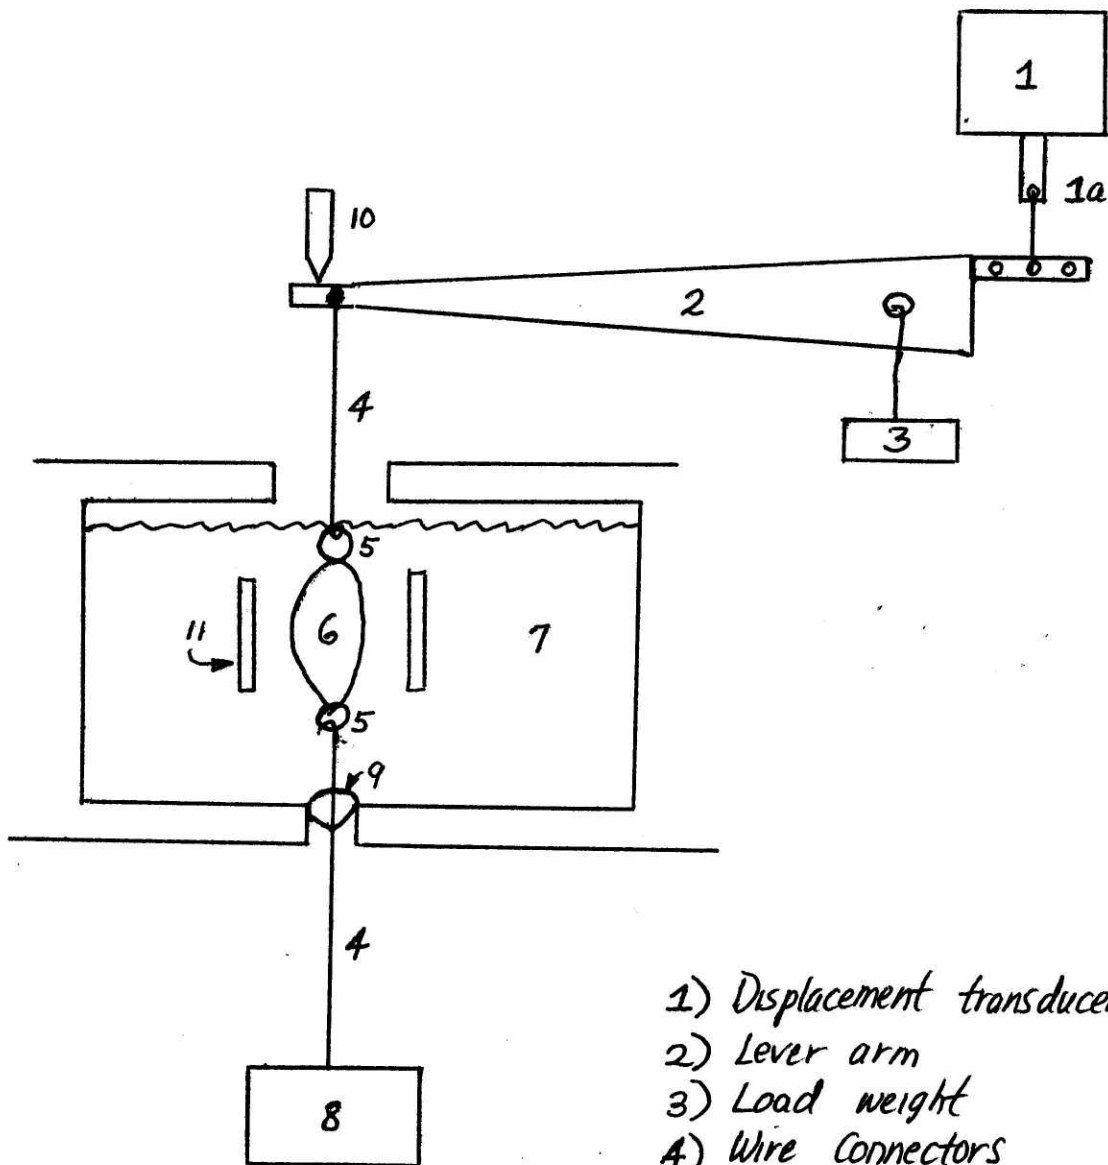 1
1a
10
2
4
3
5
6
11
7
5
9
4
8
1) Displacement transducer
2) Lever arm
3) Load weight
4) Wire Connectors